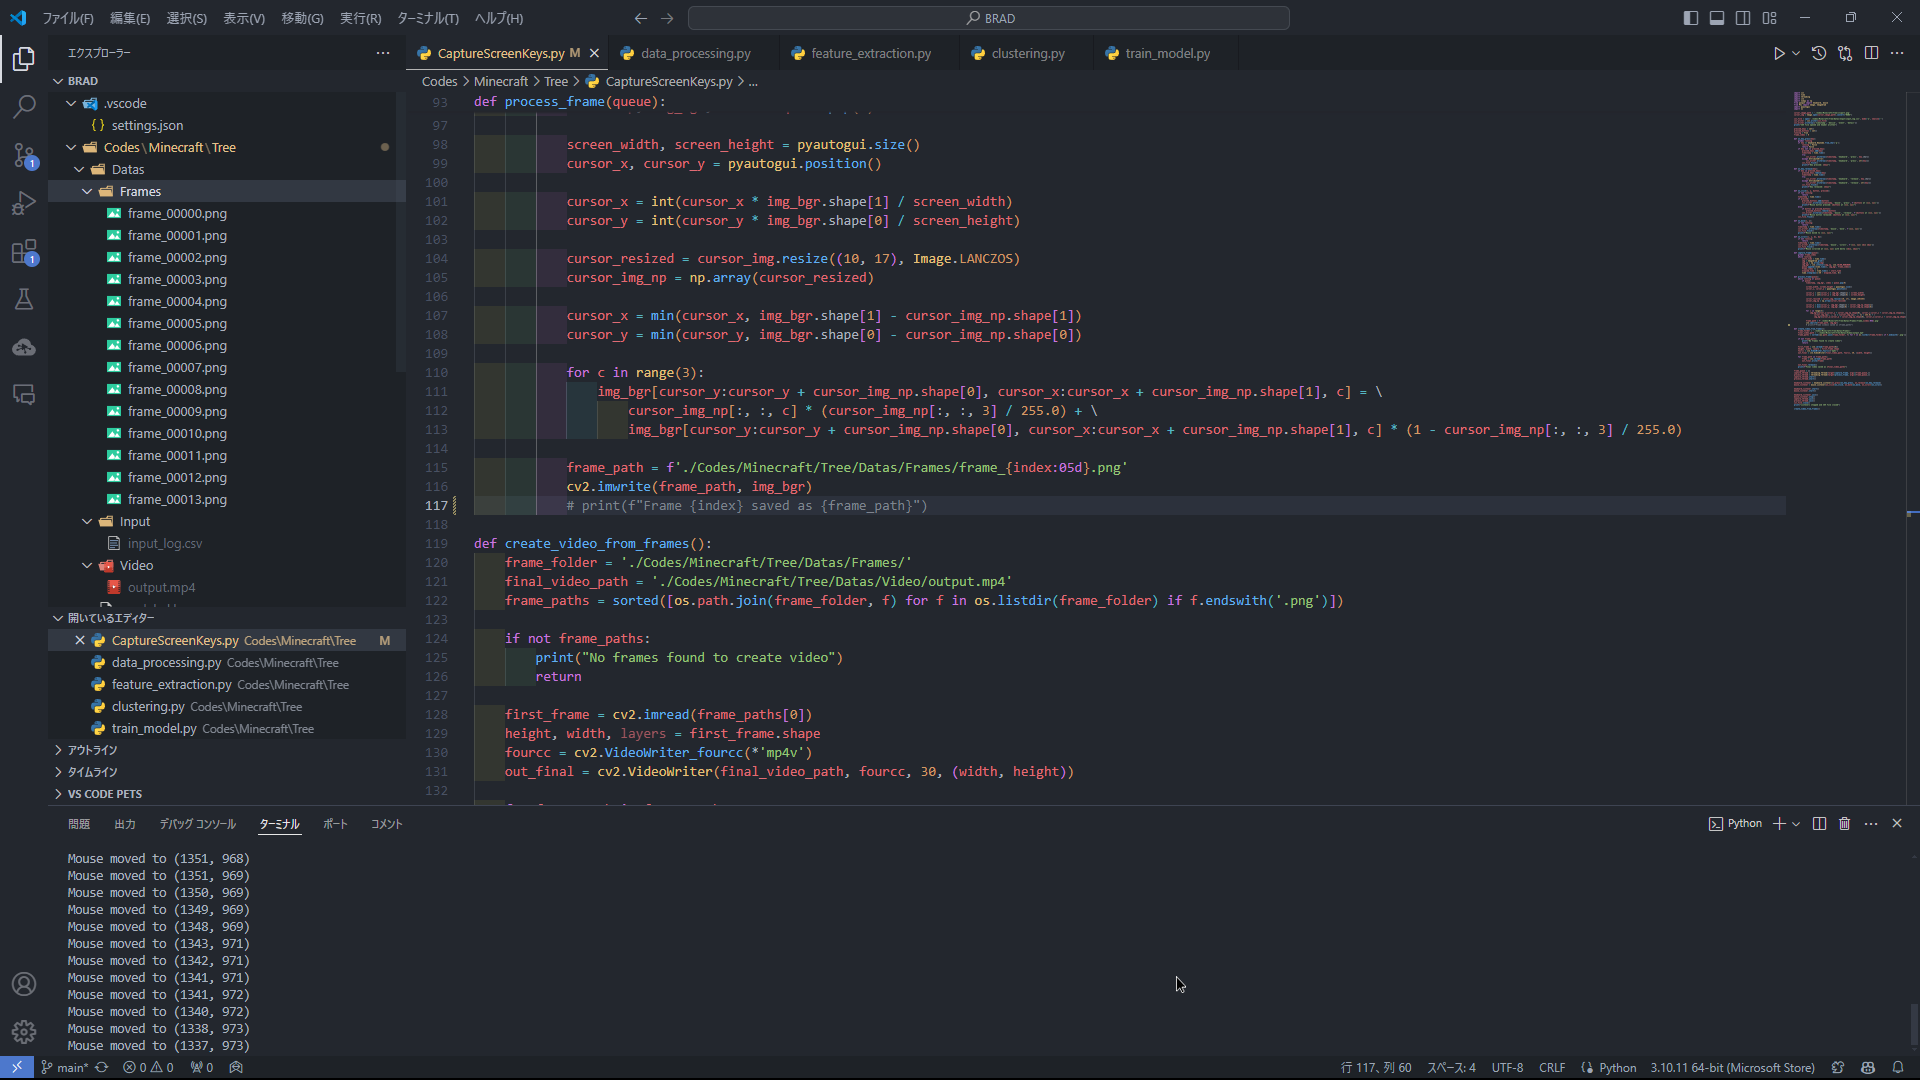 ファイル(F) 編集(E) 選択(S) 表示(V) 移動(G) 実行(R) ターミナル(T) ヘルプ(H)
BRAD
エクスプローラー
BRAD
.vscode
{ } settings.json
Codes\Minecraft\Tree
Datas
Frames
frame_00000.png
frame_00001.png
frame_00002.png
frame_00003.png
frame_00004.png
frame_00005.png
frame_00006.png
frame_00007.png
frame_00008.png
frame_00009.png
frame_00010.png
frame_00011.png
frame_00012.png
frame_00013.png
Input
input_log.csv
Video
output.mp4
開いているエディター
CaptureScreenKeys.py Codes\Minecraft\Tree M
data_processing.py Codes\Minecraft\Tree
feature_extraction.py Codes\Minecraft\Tree
clustering.py Codes\Minecraft\Tree
train_model.py Codes\Minecraft\Tree
アウトライン
タイムライン
VS CODE PETS
1
1
CaptureScreenKeys.py M
data_processing.py
feature_extraction.py
clustering.py
train_model.py
Codes > Minecraft > Tree > CaptureScreenKeys.py > ...
93 def process_frame(queue):
97
98 screen_width, screen_height = pyautogui.size()
99 cursor_x, cursor_y = pyautogui.position()
100
101 cursor_x = int(cursor_x * img_bgr.shape[1] / screen_width)
102 cursor_y = int(cursor_y * img_bgr.shape[0] / screen_height)
103
104 cursor_resized = cursor_img.resize((10, 17), Image.LANCZOS)
105 cursor_img_np = np.array(cursor_resized)
106
107 cursor_x = min(cursor_x, img_bgr.shape[1] - cursor_img_np.shape[1])
108 cursor_y = min(cursor_y, img_bgr.shape[0] - cursor_img_np.shape[0])
109
110 for c in range(3):
111 img_bgr[cursor_y:cursor_y + cursor_img_np.shape[0], cursor_x:cursor_x + cursor_img_np.shape[1], c] = \
112 cursor_img_np[:, :, c] * (cursor_img_np[:, :, 3] / 255.0) + \
113 img_bgr[cursor_y:cursor_y + cursor_img_np.shape[0], cursor_x:cursor_x + cursor_img_np.shape[1], c] * (1 - cursor_img_np[:, :, 3] / 255.0)
114
115 frame_path = f'./Codes/Minecraft/Tree/Datas/Frames/frame_{index:05d}.png'
116 cv2.imwrite(frame_path, img_bgr)
117 # print(f"Frame {index} saved as {frame_path}")
118
119 def create_video_from_frames():
120 frame_folder = './Codes/Minecraft/Tree/Datas/Frames/'
121 final_video_path = './Codes/Minecraft/Tree/Datas/Video/output.mp4'
122 frame_paths = sorted([os.path.join(frame_folder, f) for f in os.listdir(frame_folder) if f.endswith('.png')])
123
124 if not frame_paths:
125 print("No frames found to create video")
126 return
127
128 first_frame = cv2.imread(frame_paths[0])
129 height, width, layers = first_frame.shape
130 fourcc = cv2.VideoWriter_fourcc(*'mp4v')
131 out_final = cv2.VideoWriter(final_video_path, fourcc, 30, (width, height))
132
問題 出力 デバッグ コンソール ターミナル ポート コメント
Python
Mouse moved to (1351, 968)
Mouse moved to (1351, 969)
Mouse moved to (1350, 969)
Mouse moved to (1349, 969)
Mouse moved to (1348, 969)
Mouse moved to (1343, 971)
Mouse moved to (1342, 971)
Mouse moved to (1341, 971)
Mouse moved to (1341, 972)
Mouse moved to (1340, 972)
Mouse moved to (1338, 973)
Mouse moved to (1337, 973)
main* 0 0 0
行 117、列 60 スペース: 4 UTF-8 CRLF Python 3.10.11 64-bit (Microsoft Store)